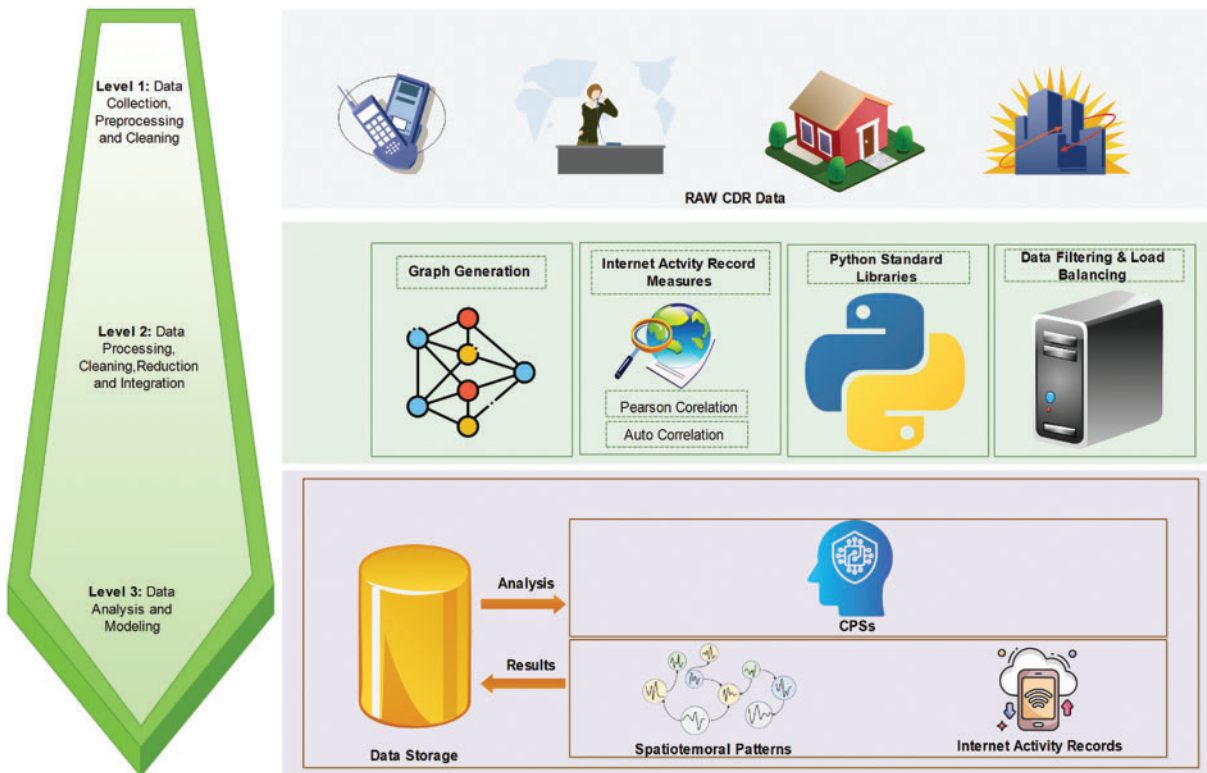 Level 1: Data
Collection,
Preprocessing
and Cleaning
RAW CDR Data
Level 2: Data
Processing,
Cleaning,Reduction
and Integration
Graph Generation
Internet Actvity Record
Measures
Pearson Corelation
Auto Correlation
Python Standard
Libraries
Data Filtering & Load
Balancing
Level 3: Data
Analysis and
Modeling
Data Storage
Analysis
Results
CPSs
Spatiotemoral Patterns
Internet Activity Records